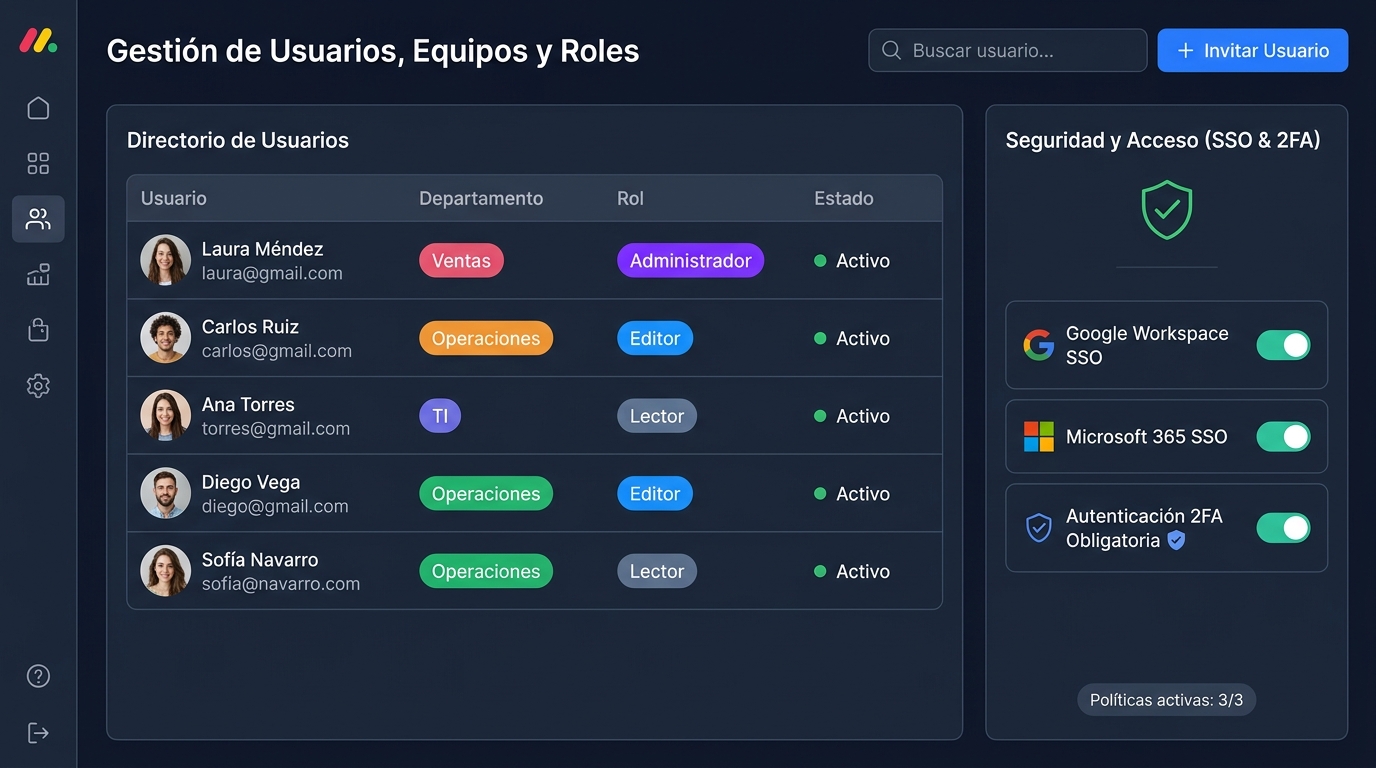 Gestión de Usuarios, Equipos y Roles
Buscar usuario...
+ Invitar Usuario
Directorio de Usuarios
Usuario Departamento Rol Estado
Laura Méndez
laura@gmail.com
Ventas Administrador Activo
Carlos Ruiz
carlos@gmail.com
Operaciones Editor Activo
Ana Torres
torres@gmail.com
TI Lector Activo
Diego Vega
diego@gmail.com
Operaciones Editor Activo
Sofía Navarro
sofia@navarro.com
Operaciones Lector Activo
Seguridad y Acceso (SSO & 2FA)
Google Workspace
SSO
Microsoft 365 SSO
Autenticación 2FA
Obligatoria
Políticas activas: 3/3